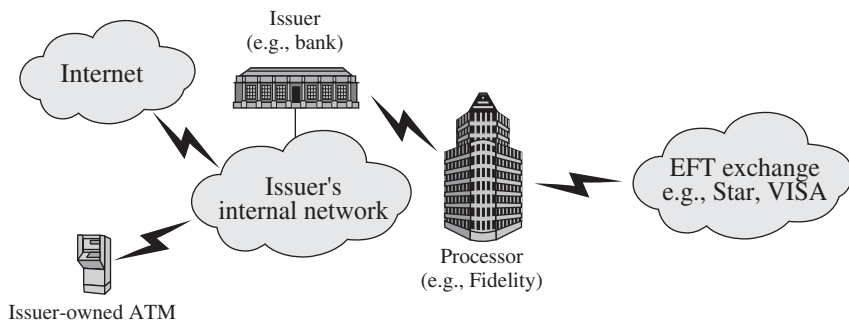 Issuer
(e.g., bank)
Internet
Issuer's
internal network
EFT exchange
e.g., Star, VISA
Processor
(e.g., Fidelity)
Issuer-owned ATM